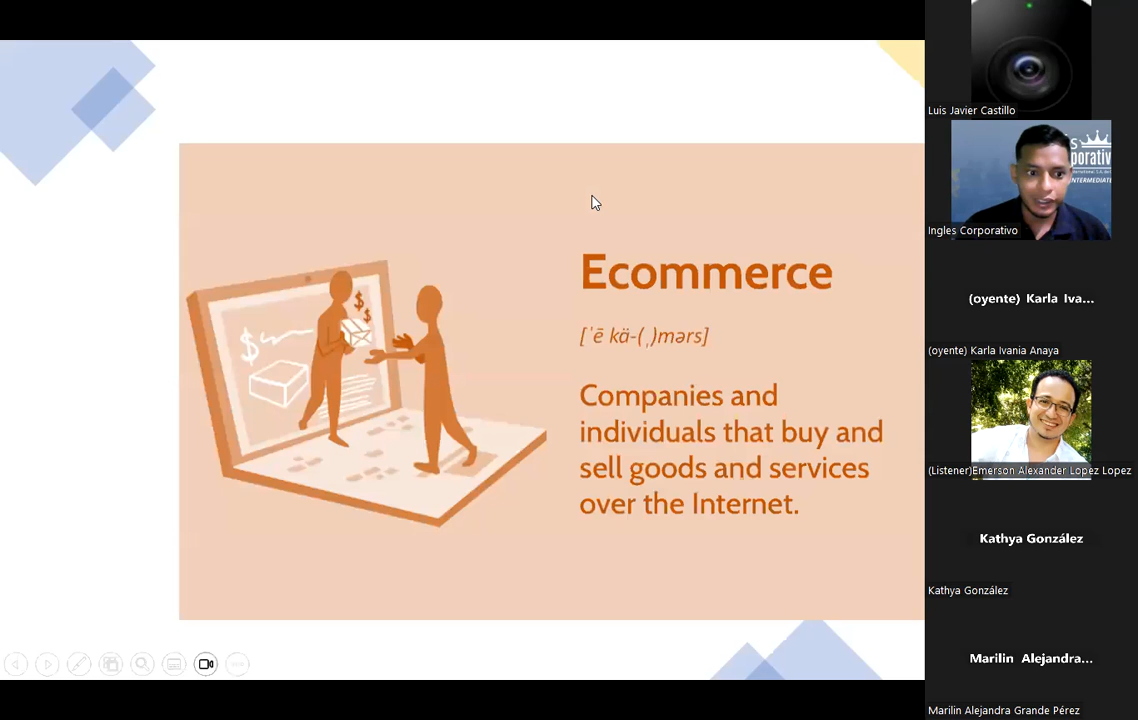 Ecommerce
[ˈē kä-(ˌ)mərs]
Companies and
individuals that buy and
sell goods and services
over the Internet.
$
$
$
Luis Javier Castillo
s
porativ
INTERMEDIATE
Ingles Corporativo
(oyente) Karla Iva...
(oyente) Karla Ivania Anaya
(Listener)Emerson Alexander Lopez Lopez
Kathya González
Kathya González
Marilin Alejandra...
Marilin Alejandra Grande Pérez